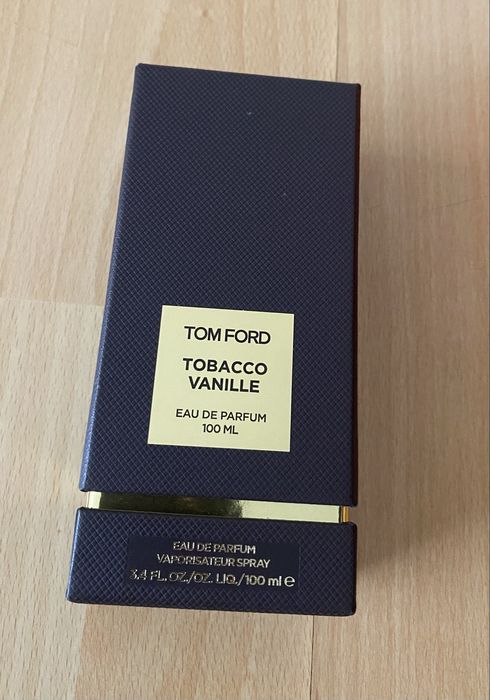 TOM FORD
TOBACCO
VANILLE
EAU DE PARFUM
100 ML
EAU DE PARFUM
VAPORISATEUR SPRAY
3.4 FL. OZ./OZ. LIQ./100 ml ℮